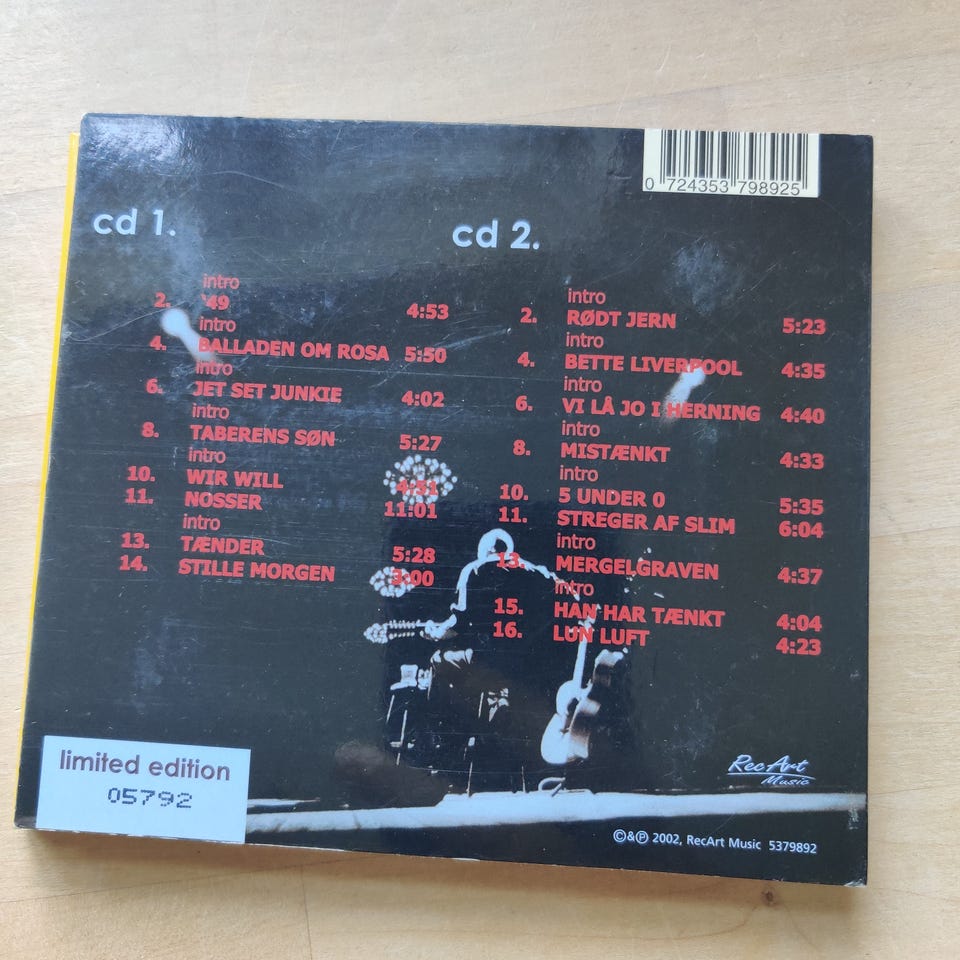 0 724353 798925
cd 1.
intro
2. '49 4:53
intro
4. BALLADEN OM ROSA 5:50
intro
6. JET SET JUNKIE 4:02
intro
8. TABERENS SØN 5:27
intro
10. WIR WILL 4:51
11. NOSSER 11:01
intro
13. TÆNDER 5:28
14. STILLE MORGEN 3:00
cd 2.
intro
2. RØDT JERN 5:23
intro
4. BETTE LIVERPOOL 4:35
intro
6. VI LÅ JO I HERNING 4:40
intro
8. MISTÆNKT 4:33
intro
10. 5 UNDER 0 5:35
11. STREGER AF SLIM 6:04
intro
13. MERGELGRAVEN 4:37
intro
15. HAN HAR TÆNKT 4:04
16. LUN LUFT 4:23
limited edition
05792
RecArt
Music
©&℗ 2002, RecArt Music 5379892